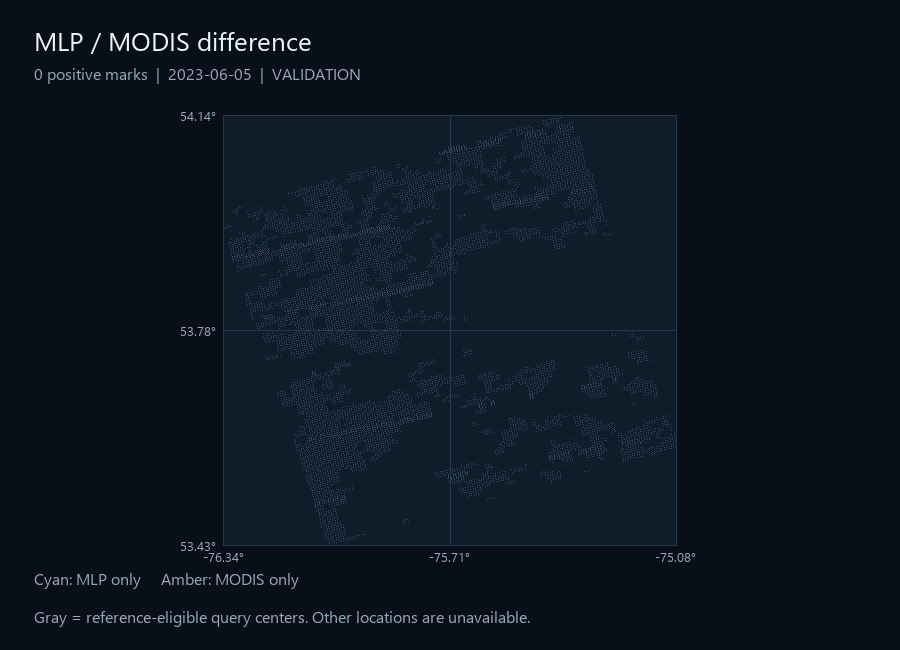 MLP / MODIS difference
0 positive marks | 2023-06-05 | VALIDATION
54.14°
53.78°
53.43°
-76.34° -75.71° -75.08°
Cyan: MLP only Amber: MODIS only
Gray = reference-eligible query centers. Other locations are unavailable.